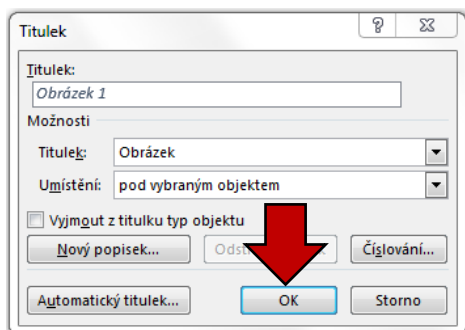 Titulek
Titulek:
Obrázek 1
Možnosti
Titulek: Obrázek
Umístění: pod vybraným objektem
Vyjmout z titulku typ objektu
Nový popisek... Číslování...
Automatický titulek... OK Storno